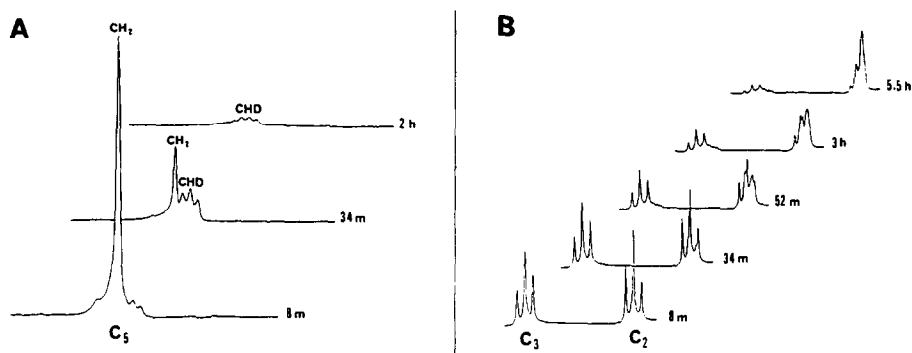 A
CH₂
CHD
2 h
CH₂
CHD
34 m
8 m
C₅
B
5.5 h
3 h
52 m
34 m
8 m
C₃
C₂